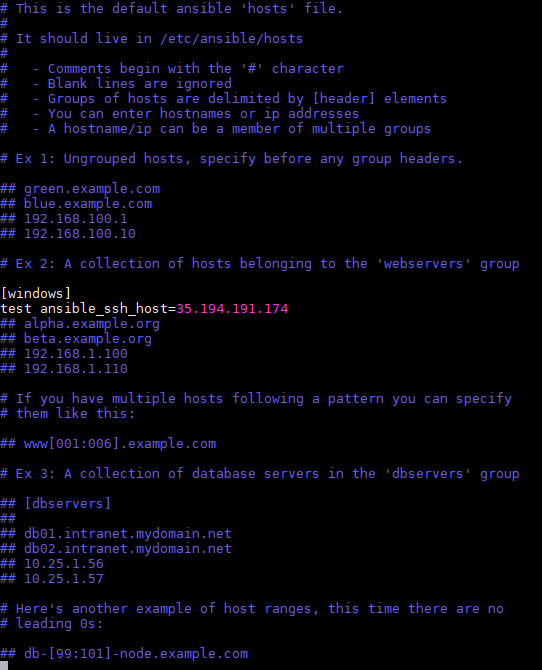 # This is the default ansible 'hosts' file.
#
# It should live in /etc/ansible/hosts
#
#   - Comments begin with the '#' character
#   - Blank lines are ignored
#   - Groups of hosts are delimited by [header] elements
#   - You can enter hostnames or ip addresses
#   - A hostname/ip can be a member of multiple groups
# Ex 1: Ungrouped hosts, specify before any group headers.
## green.example.com
## blue.example.com
## 192.168.100.1
## 192.168.100.10
# Ex 2: A collection of hosts belonging to the 'webservers' group
[windows]
test ansible_ssh_host=35.194.191.174
## alpha.example.org
## beta.example.org
## 192.168.1.100
## 192.168.1.110
# If you have multiple hosts following a pattern you can specify
# them like this:
## www[001:006].example.com
# Ex 3: A collection of database servers in the 'dbservers' group
## [dbservers]
##
## db01.intranet.mydomain.net
## db02.intranet.mydomain.net
## 10.25.1.56
## 10.25.1.57
# Here's another example of host ranges, this time there are no
# leading 0s:
## db-[99:101]-node.example.com